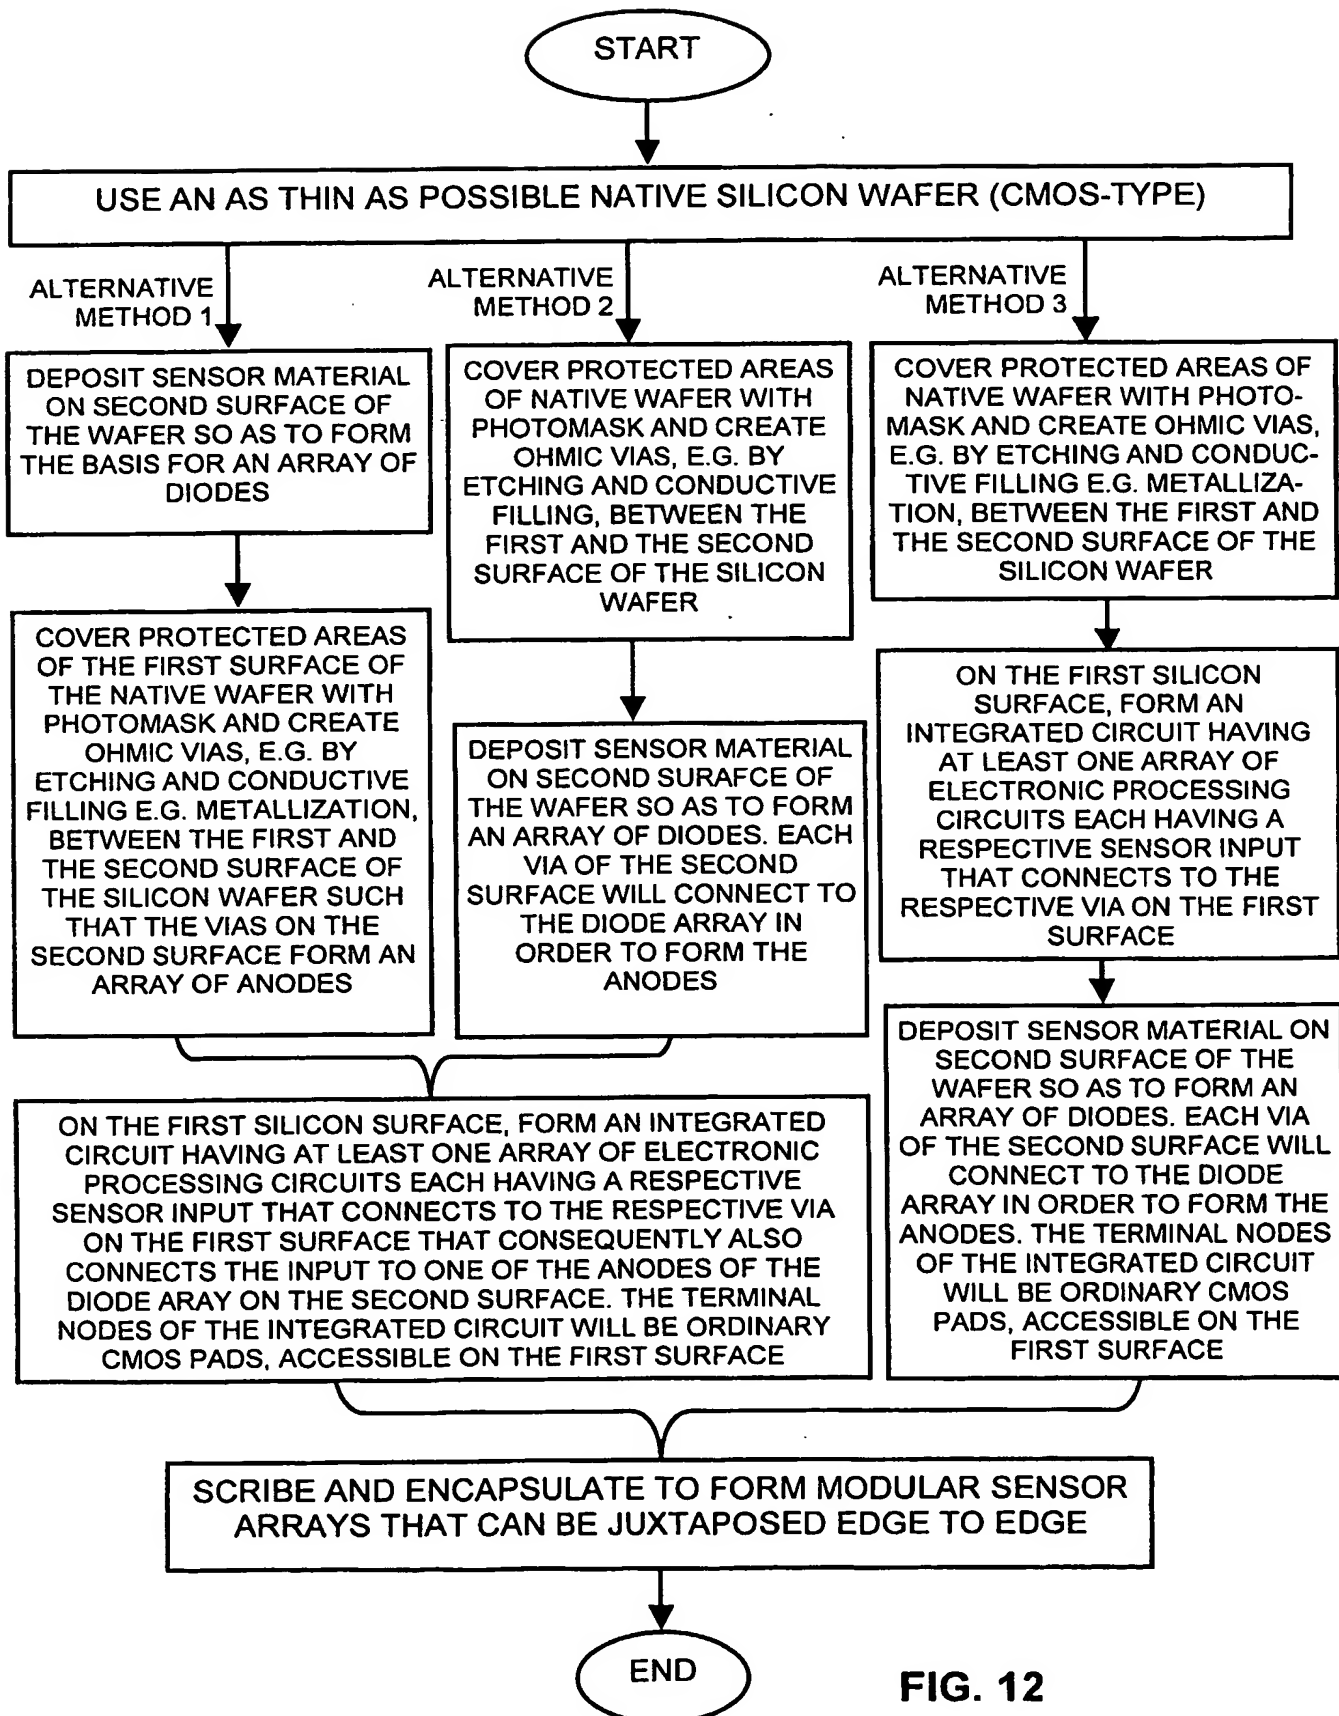 START
USE AN AS THIN AS POSSIBLE NATIVE SILICON WAFER (CMOS-TYPE)
ALTERNATIVE
METHOD 1
DEPOSIT SENSOR MATERIAL
ON SECOND SURFACE OF
THE WAFER SO AS TO FORM
THE BASIS FOR AN ARRAY OF
DIODES
COVER PROTECTED AREAS
OF THE FIRST SURFACE OF
THE NATIVE WAFER WITH
PHOTOMASK AND CREATE
OHMIC VIAS, E.G. BY
ETCHING AND CONDUCTIVE
FILLING E.G. METALLIZATION,
BETWEEN THE FIRST AND
THE SECOND SURFACE OF
THE SILICON WAFER SUCH
THAT THE VIAS ON THE
SECOND SURFACE FORM AN
ARRAY OF ANODES
ALTERNATIVE
METHOD 2
COVER PROTECTED AREAS
OF NATIVE WAFER WITH
PHOTOMASK AND CREATE
OHMIC VIAS, E.G. BY
ETCHING AND CONDUCTIVE
FILLING, BETWEEN THE
FIRST AND THE SECOND
SURFACE OF THE SILICON
WAFER
DEPOSIT SENSOR MATERIAL
ON SECOND SURAFCE OF
THE WAFER SO AS TO FORM
AN ARRAY OF DIODES. EACH
VIA OF THE SECOND
SURFACE WILL CONNECT TO
THE DIODE ARRAY IN
ORDER TO FORM THE
ANODES
ON THE FIRST SILICON SURFACE, FORM AN INTEGRATED
CIRCUIT HAVING AT LEAST ONE ARRAY OF ELECTRONIC
PROCESSING CIRCUITS EACH HAVING A RESPECTIVE
SENSOR INPUT THAT CONNECTS TO THE RESPECTIVE VIA
ON THE FIRST SURFACE THAT CONSEQUENTLY ALSO
CONNECTS THE INPUT TO ONE OF THE ANODES OF THE
DIODE ARAY ON THE SECOND SURFACE. THE TERMINAL
NODES OF THE INTEGRATED CIRCUIT WILL BE ORDINARY
CMOS PADS, ACCESSIBLE ON THE FIRST SURFACE
ALTERNATIVE
METHOD 3
COVER PROTECTED AREAS OF
NATIVE WAFER WITH PHOTO-
MASK AND CREATE OHMIC VIAS,
E.G. BY ETCHING AND CONDUC-
TIVE FILLING E.G. METALLIZA-
TION, BETWEEN THE FIRST AND
THE SECOND SURFACE OF THE
SILICON WAFER
ON THE FIRST SILICON
SURFACE, FORM AN
INTEGRATED CIRCUIT HAVING
AT LEAST ONE ARRAY OF
ELECTRONIC PROCESSING
CIRCUITS EACH HAVING A
RESPECTIVE SENSOR INPUT
THAT CONNECTS TO THE
RESPECTIVE VIA ON THE FIRST
SURFACE
DEPOSIT SENSOR MATERIAL ON
SECOND SURFACE OF THE
WAFER SO AS TO FORM AN
ARRAY OF DIODES. EACH VIA
OF THE SECOND SURFACE WILL
CONNECT TO THE DIODE
ARRAY IN ORDER TO FORM THE
ANODES. THE TERMINAL NODES
OF THE INTEGRATED CIRCUIT
WILL BE ORDINARY CMOS
PADS, ACCESSIBLE ON THE
FIRST SURFACE
SCRIBE AND ENCAPSULATE TO FORM MODULAR SENSOR
ARRAYS THAT CAN BE JUXTAPOSED EDGE TO EDGE
END
FIG. 12